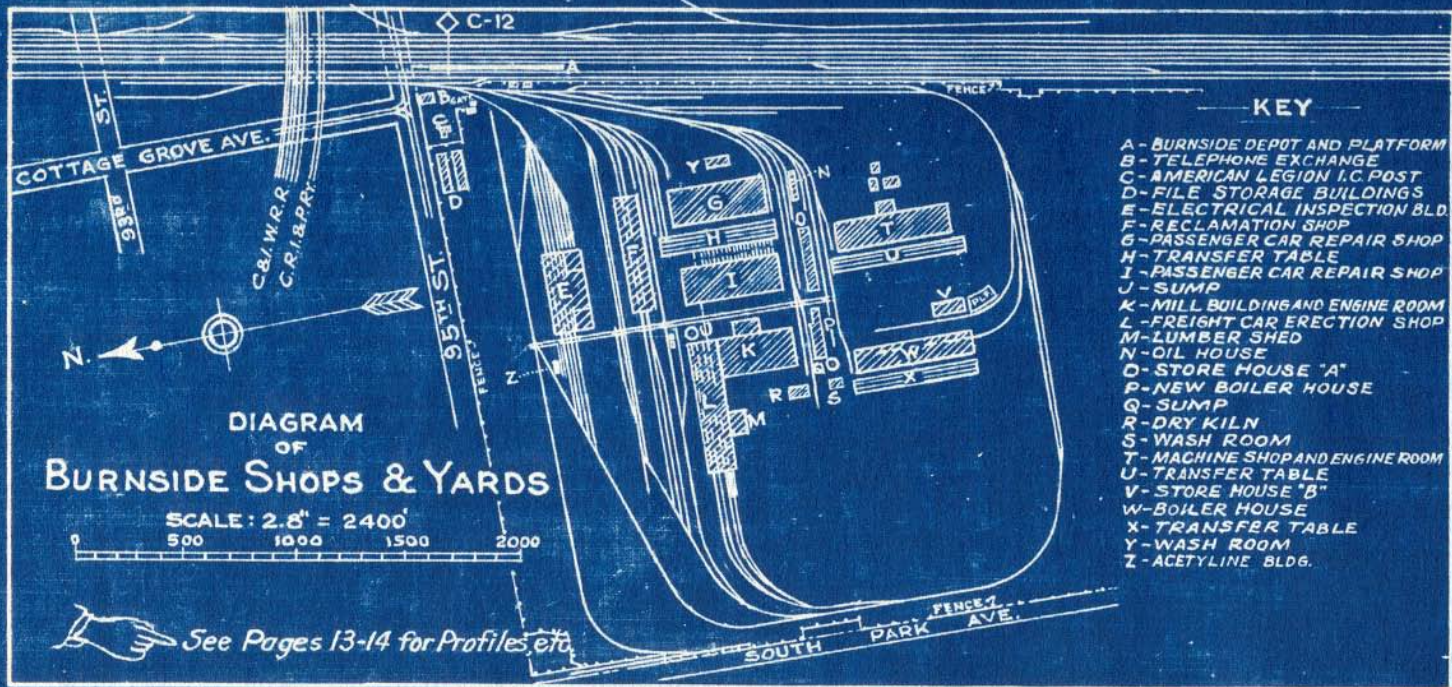 C-12
A
FENCE
ST.
93RD
COTTAGE GROVE AVE.
C.& I.W.R.R.
C.R.I.& P.RY.
95TH ST.
FENCE
B
GATE
C
F
D
Y
N
G
H
F
E
I
O
T
U
V
PLF.
J
K
P
W
Z
L
Q
X
R
S
M
N.
DIAGRAM
OF
BURNSIDE SHOPS & YARDS
SCALE: 2.8" = 2400'
0 500 1000 1500 2000
See Pages 13-14 for Profiles, etc.
FENCE
SOUTH PARK AVE.
KEY
A - BURNSIDE DEPOT AND PLATFORM
B - TELEPHONE EXCHANGE
C - AMERICAN LEGION I.C. POST
D - FILE STORAGE BUILDINGS
E - ELECTRICAL INSPECTION BLD
F - RECLAMATION SHOP
G - PASSENGER CAR REPAIR SHOP
H - TRANSFER TABLE
I - PASSENGER CAR REPAIR SHOP
J - SUMP
K - MILL BUILDING AND ENGINE ROOM
L - FREIGHT CAR ERECTION SHOP
M - LUMBER SHED
N - OIL HOUSE
O - STORE HOUSE "A"
P - NEW BOILER HOUSE
Q - SUMP
R - DRY KILN
S - WASH ROOM
T - MACHINE SHOP AND ENGINE ROOM
U - TRANSFER TABLE
V - STORE HOUSE "B"
W - BOILER HOUSE
X - TRANSFER TABLE
Y - WASH ROOM
Z - ACETYLINE BLDG.